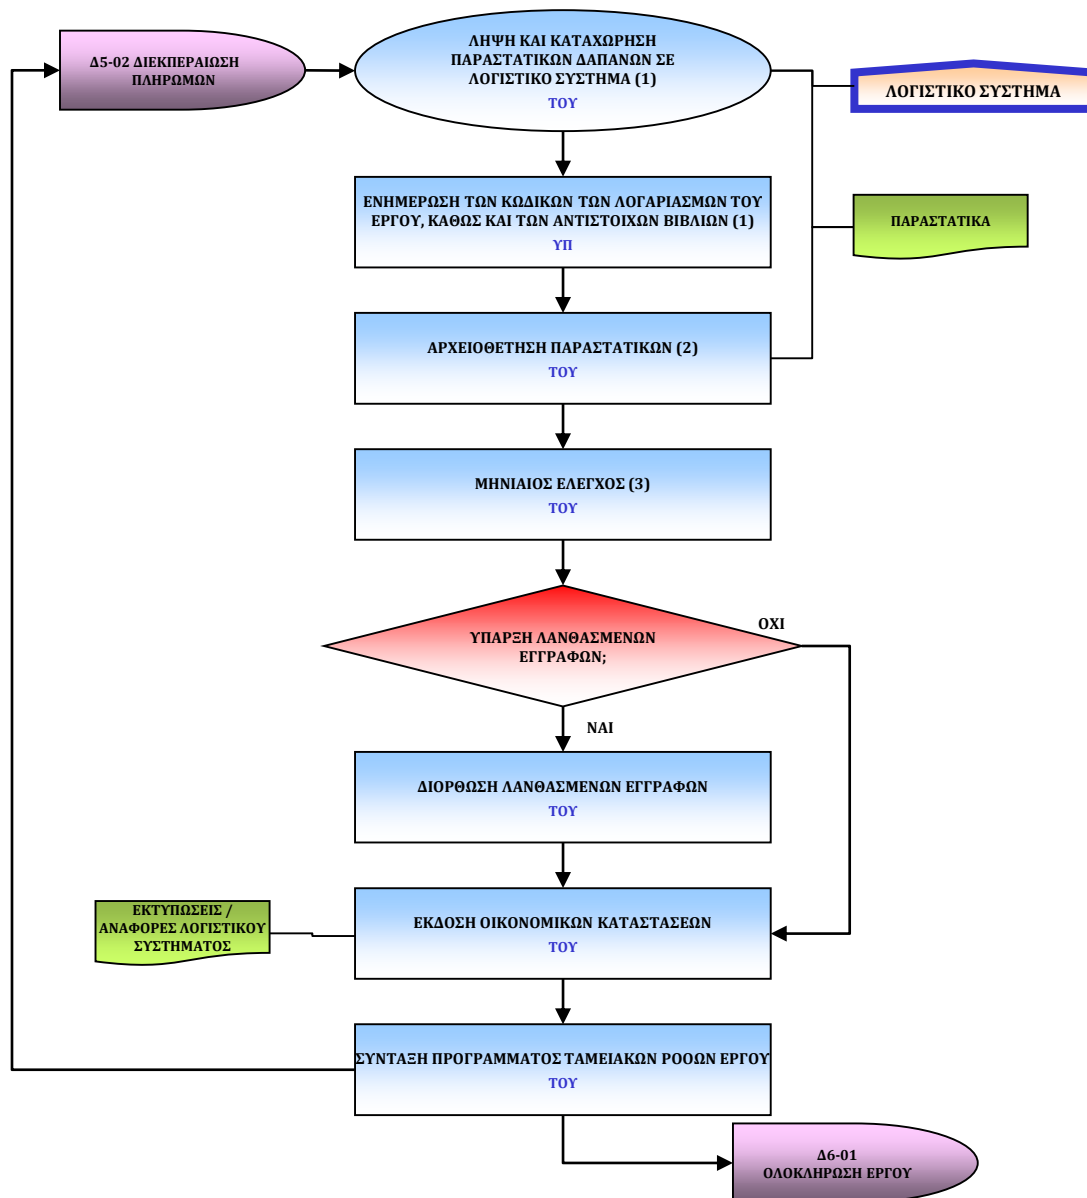 Δ5-02 ΔΙΕΚΠΕΡΑΙΩΣΗ
ΠΛΗΡΩΜΩΝ
ΛΗΨΗ ΚΑΙ ΚΑΤΑΧΩΡΗΣΗ
ΠΑΡΑΣΤΑΤΙΚΩΝ ΔΑΠΑΝΩΝ ΣΕ
ΛΟΓΙΣΤΙΚΟ ΣΥΣΤΗΜΑ (1)
ΤΟΥ
ΛΟΓΙΣΤΙΚΟ ΣΥΣΤΗΜΑ
ΕΝΗΜΕΡΩΣΗ ΤΩΝ ΚΩΔΙΚΩΝ ΤΩΝ ΛΟΓΑΡΙΑΣΜΩΝ ΤΟΥ
ΕΡΓΟΥ, ΚΑΘΩΣ ΚΑΙ ΤΩΝ ΑΝΤΙΣΤΟΙΧΩΝ ΒΙΒΛΙΩΝ (1)
ΥΠ
ΠΑΡΑΣΤΑΤΙΚΑ
ΑΡΧΕΙΟΘΕΤΗΣΗ ΠΑΡΑΣΤΑΤΙΚΩΝ (2)
ΤΟΥ
ΜΗΝΙΑΙΟΣ ΕΛΕΓΧΟΣ (3)
ΤΟΥ
ΥΠΑΡΞΗ ΛΑΝΘΑΣΜΕΝΩΝ
ΕΓΓΡΑΦΩΝ;
ΟΧΙ
ΝΑΙ
ΔΙΟΡΘΩΣΗ ΛΑΝΘΑΣΜΕΝΩΝ ΕΓΓΡΑΦΩΝ
ΤΟΥ
ΕΚΤΥΠΩΣΕΙΣ /
ΑΝΑΦΟΡΕΣ ΛΟΓΙΣΤΙΚΟΥ
ΣΥΣΤΗΜΑΤΟΣ
ΕΚΔΟΣΗ ΟΙΚΟΝΟΜΙΚΩΝ ΚΑΤΑΣΤΑΣΕΩΝ
ΤΟΥ
ΣΥΝΤΑΞΗ ΠΡΟΓΡΑΜΜΑΤΟΣ ΤΑΜΕΙΑΚΩΝ ΡΟΟΩΝ ΕΡΓΟΥ
ΤΟΥ
Δ6-01
ΟΛΟΚΛΗΡΩΣΗ ΕΡΓΟΥ